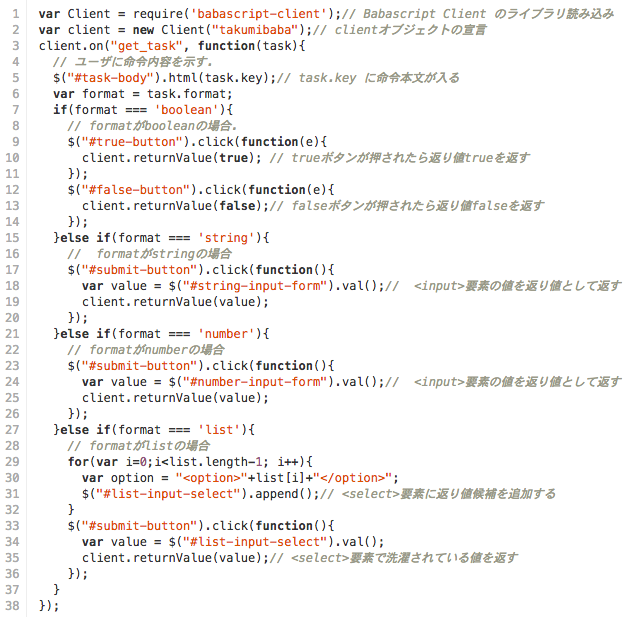 1 var Client = require('babascript-client');// Babascript Client のライブラリ読み込み
2 var client = new Client("takumibaba");// clientオブジェクトの宣言
3 client.on("get_task", function(task){
4   // ユーザに命令内容を示す.
5   $("#task-body").html(task.key);// task.key に命令本文が入る
6   var format = task.format;
7   if(format === 'boolean'){
8     // formatがbooleanの場合.
9     $("#true-button").click(function(e){
10       client.returnValue(true); // trueボタンが押されたら返り値trueを返す
11     });
12     $("#false-button").click(function(e){
13       client.returnValue(false);// falseボタンが押されたら返り値falseを返す
14     });
15   }else if(format === 'string'){
16     //  formatがstringの場合
17     $("#submit-button").click(function(){
18       var value = $("#string-input-form").val();//  <input>要素の値を返り値として返す
19       client.returnValue(value);
20     });
21   }else if(format === 'number'){
22     // formatがnumberの場合
23     $("#submit-button").click(function(){
24       var value = $("#number-input-form").val();//  <input>要素の値を返り値として返す
25       client.returnValue(value);
26     });
27   }else if(format === 'list'){
28     // formatがlistの場合
29     for(var i=0;i<list.length-1; i++){
30       var option = "<option>"+list[i]+"</option>";
31       $("#list-input-select").append();// <select>要素に返り値候補を追加する
32     }
33     $("#submit-button").click(function(){
34       var value = $("#list-input-select").val();
35       client.returnValue(value);// <select>要素で洗濯されている値を返す
36     });
37   }
38 });